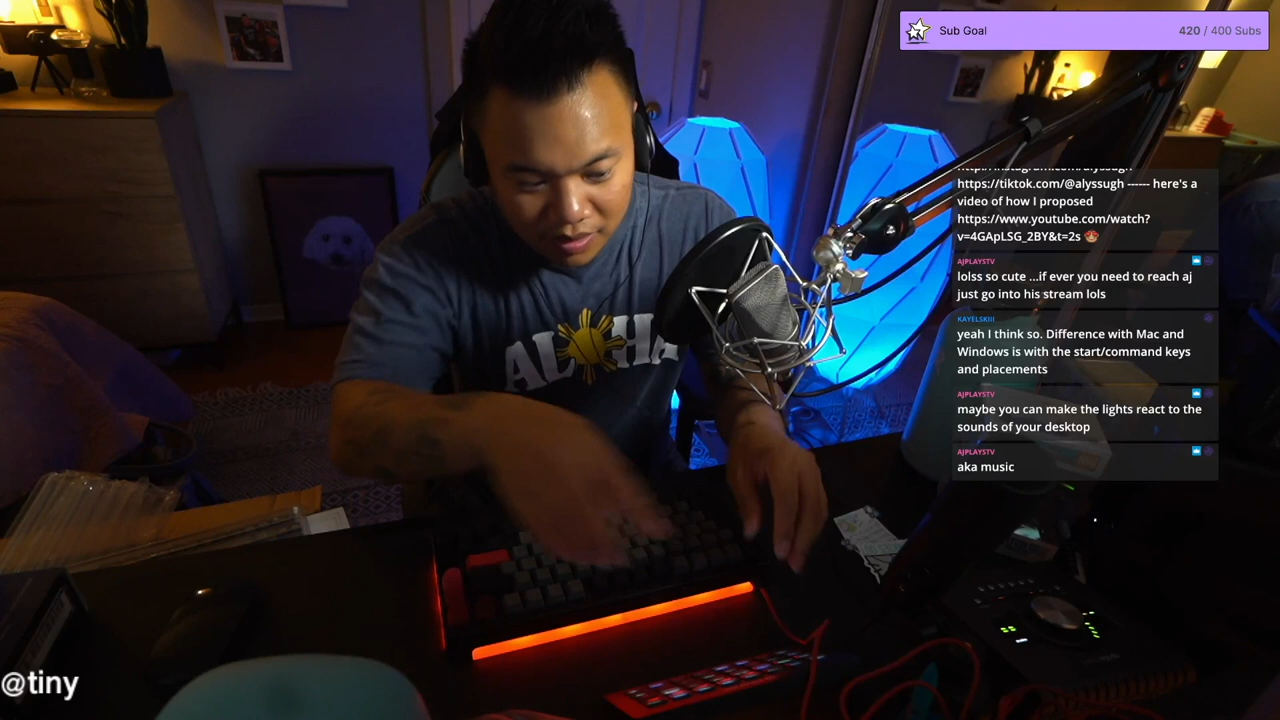 Sub Goal
420 / 400 Subs
https://tiktok.com/@alyssugh ------ here's a
video of how I proposed
https://www.youtube.com/watch?
v=4GApLSG_2BY&t=2s
AJPLAYSTV
lolss so cute ...if ever you need to reach aj
just go into his stream lols
KAYELSKIII
yeah I think so. Difference with Mac and
Windows is with the start/command keys
and placements
AJPLAYSTV
maybe you can make the lights react to the
sounds of your desktop
AJPLAYSTV
aka music
ALOHA
@tiny